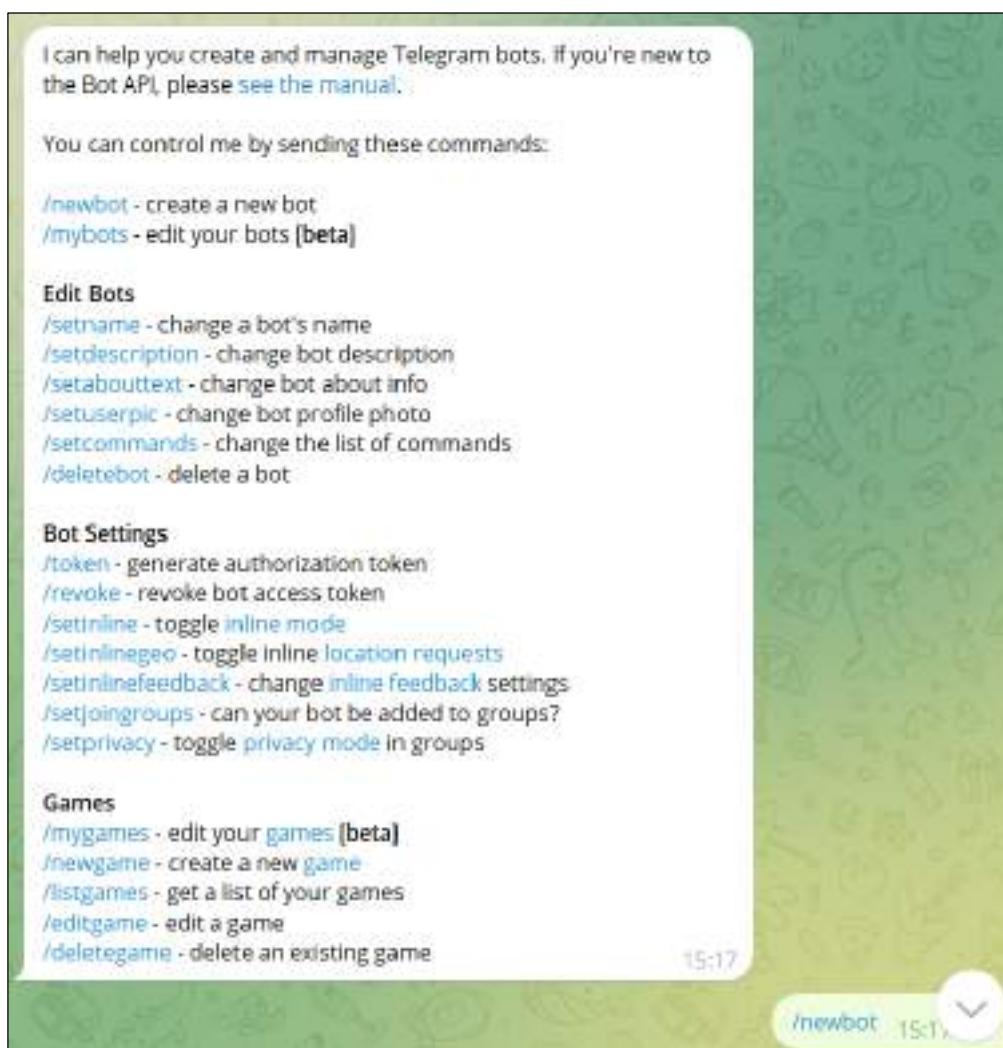 I can help you create and manage Telegram bots. If you're new to
the Bot API, please see the manual.
You can control me by sending these commands:
/newbot - create a new bot
/mybots - edit your bots [beta]
Edit Bots
/setname - change a bot's name
/setdescription - change bot description
/setabouttext - change bot about info
/setuserpic - change bot profile photo
/setcommands - change the list of commands
/deletebot - delete a bot
Bot Settings
/token - generate authorization token
/revoke - revoke bot access token
/setinline - toggle inline mode
/setinlinegeo - toggle inline location requests
/setinlinefeedback - change inline feedback settings
/setjoingroups - can your bot be added to groups?
/setprivacy - toggle privacy mode in groups
Games
/mygames - edit your games [beta]
/newgame - create a new game
/listgames - get a list of your games
/editgame - edit a game
/deletegame - delete an existing game
15:17
/newbot